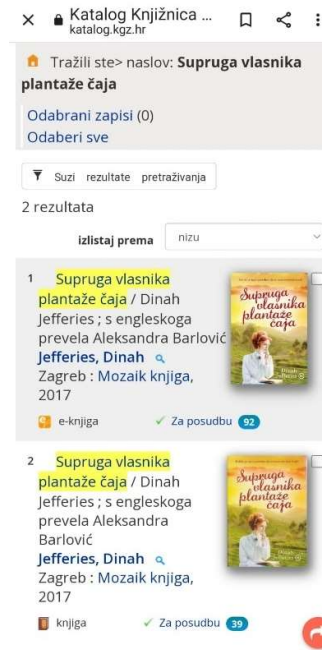 Katalog Knjižnica ...
katalog.kgz.hr
Tražili ste> naslov: Supruga vlasnika
plantaže čaja
Odabrani zapisi (0)
Odaberi sve
Suzi rezultate pretraživanja
2 rezultata
izlistaj prema nizu
1 Supruga vlasnika
plantaže čaja / Dinah
Jefferies ; s engleskoga
prevela Aleksandra Barlović
Jefferies, Dinah
Zagreb : Mozaik knjiga,
2017
Supruga
vlasnika
plantaže
čaja
Dinah
Jefferies
e-knjiga Za posudbu 92
2 Supruga vlasnika
plantaže čaja / Dinah
Jefferies ; s engleskoga
prevela Aleksandra
Barlović
Jefferies, Dinah
Zagreb : Mozaik knjiga,
2017
Supruga
vlasnika
plantaže
čaja
Dinah
Jefferies
knjiga Za posudbu 39